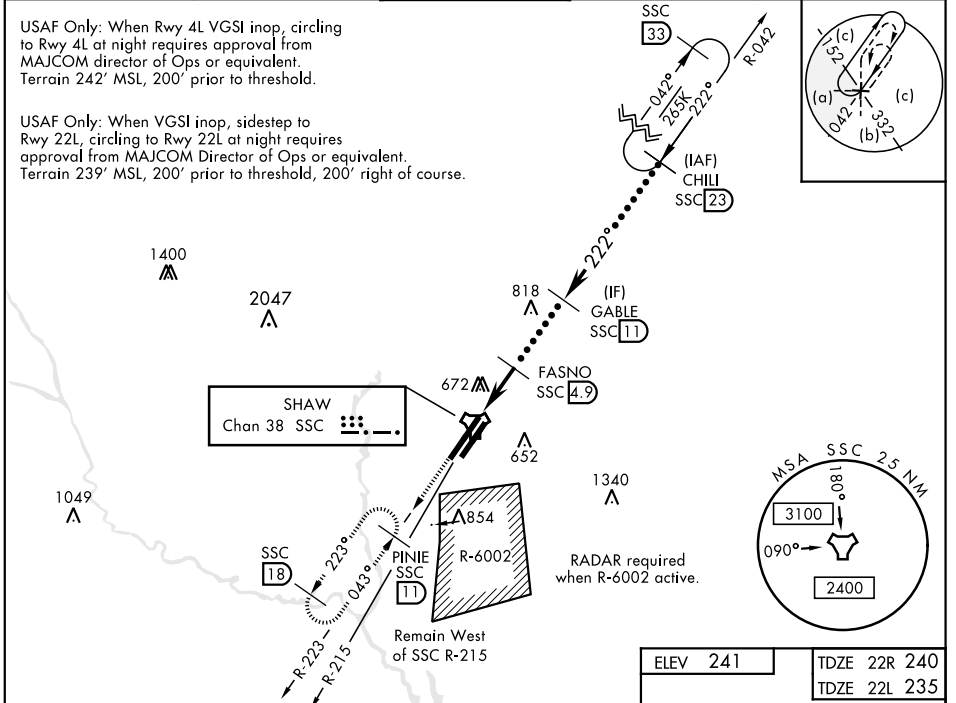 USAF Only: When Rwy 4L VGSI inop, circling
to Rwy 4L at night requires approval from
MAJCOM director of Ops or equivalent.
Terrain 242' MSL, 200' prior to threshold.
USAF Only: When VGSI inop, sidestep to
Rwy 22L, circling to Rwy 22L at night requires
approval from MAJCOM Director of Ops or equivalent.
Terrain 239' MSL, 200' prior to threshold, 200' right of course.
SSC
33
R-042
042°
265K
222°
(IAF)
CHILI
SSC 23
(c)
152
(a)
(c)
042
332
(b)
222°
1400
2047
818
(IF)
GABLE
SSC 11
FASNO
SSC 4.9
672
SHAW
Chan 38 SSC
652
1049
1340
854
R-6002
SSC
18
223°
043°
PINIE
SSC
11
RADAR required
when R-6002 active.
Remain West
of SSC R-215
R-223
R-215
MSA SSC 25 NM
180°
3100
090°
2400
ELEV 241
TDZE 22R 240
TDZE 22L 235